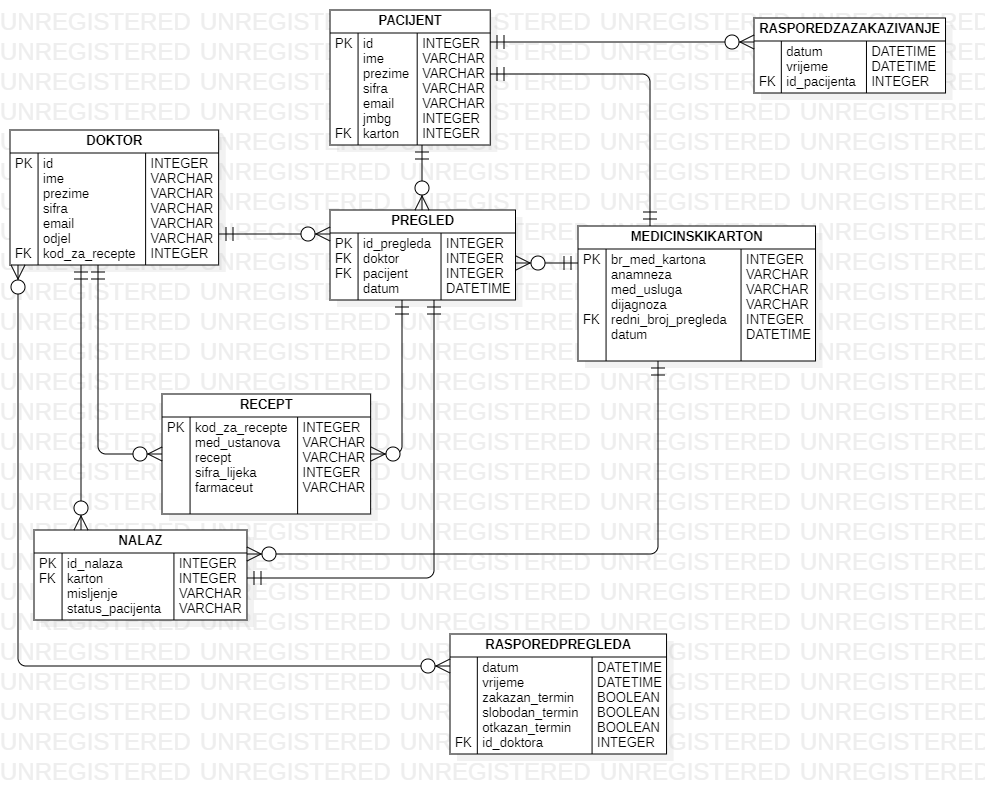 PACIJENT
PK id INTEGER
ime VARCHAR
prezime VARCHAR
sifra VARCHAR
email VARCHAR
jmbg INTEGER
FK karton INTEGER
RASPOREDZAZAKAZIVANJE
datum DATETIME
vrijeme DATETIME
FK id_pacijenta INTEGER
DOKTOR
PK id INTEGER
ime VARCHAR
prezime VARCHAR
sifra VARCHAR
email VARCHAR
odjel VARCHAR
FK kod_za_recepte INTEGER
PREGLED
PK id_pregleda INTEGER
FK doktor INTEGER
FK pacijent INTEGER
datum DATETIME
MEDICINSKIKARTON
PK br_med_kartona INTEGER
anamneza VARCHAR
med_usluga VARCHAR
dijagnoza VARCHAR
FK redni_broj_pregleda INTEGER
datum DATETIME
RECEPT
PK kod_za_recepte INTEGER
med_ustanova VARCHAR
recept VARCHAR
sifra_lijeka INTEGER
farmaceut VARCHAR
NALAZ
PK id_nalaza INTEGER
FK karton INTEGER
misljenje VARCHAR
status_pacijenta VARCHAR
RASPOREDPREGLEDA
datum DATETIME
vrijeme DATETIME
zakazan_termin BOOLEAN
slobodan_termin BOOLEAN
otkazan_termin BOOLEAN
FK id_doktora INTEGER
UNREGISTERED